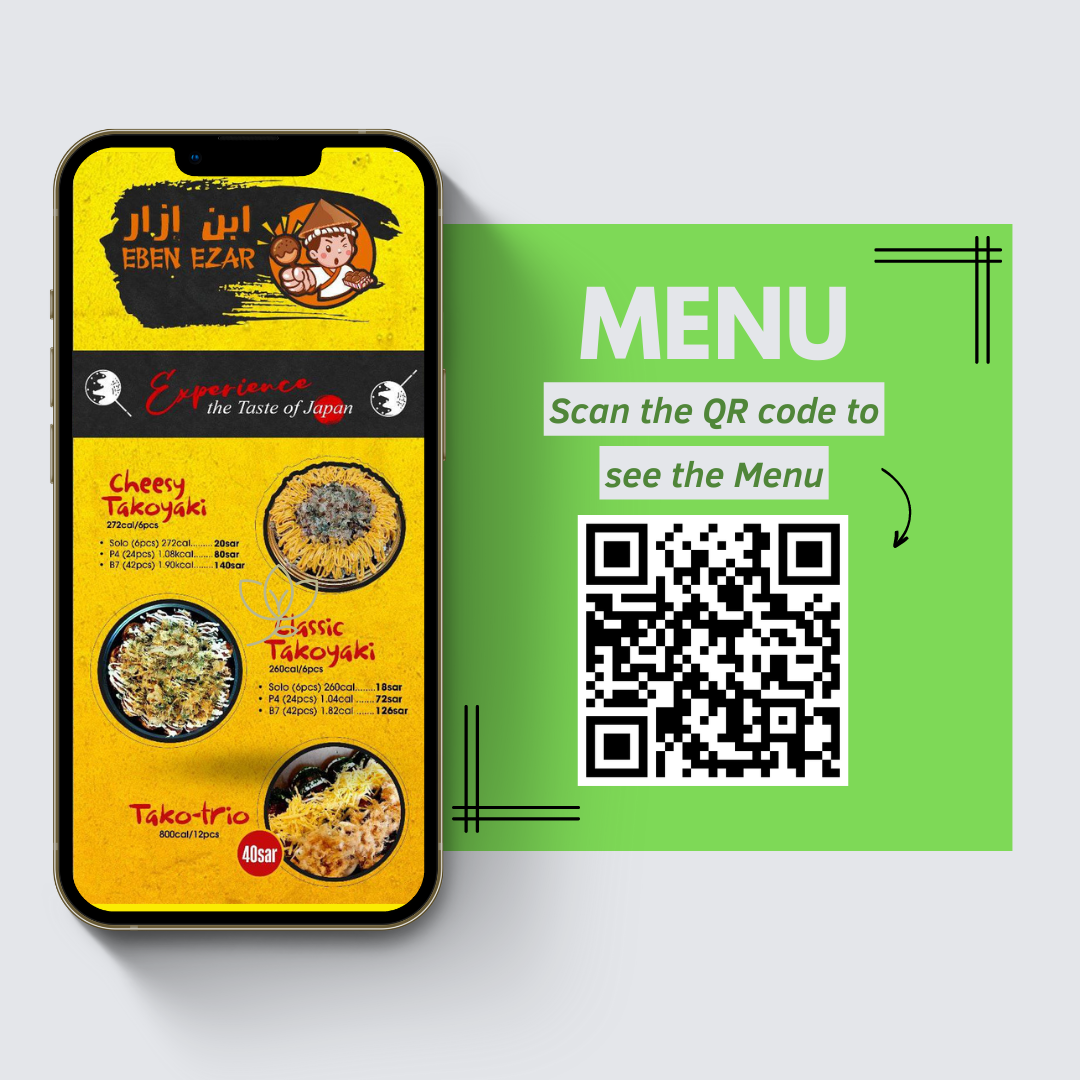 ابن إزار
EBEN EZAR
Experience
the Taste of Japan
Cheesy
Takoyaki
272cal/6pcs
• Solo (6pcs) 272cal........20sar
• P4 (24pcs) 1.08kcal.......80sar
• B7 (42pcs) 1.90kcal.......140sar
Classic
Takoyaki
260cal/6pcs
• Solo (6pcs) 260cal.......18sar
• P4 (24pcs) 1.04cal.......72sar
• B7 (42pcs) 1.82cal.......126sar
Tako-trio
800cal/12pcs
40sar
MENU
Scan the QR code to
see the Menu